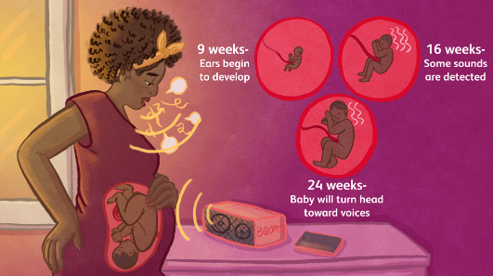 9 weeks-
Ears begin
to develop
16 weeks-
Some sounds
are detected
24 weeks-
Baby will turn head
toward voices
BOOM